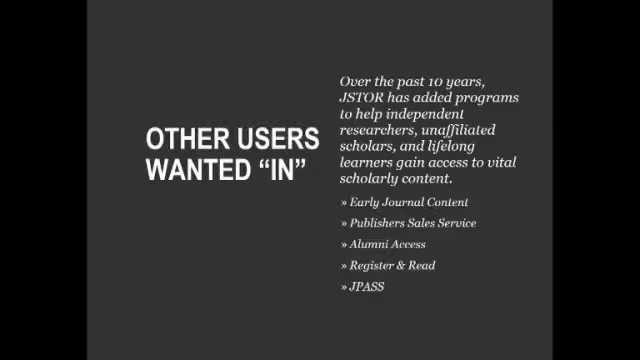 OTHER USERS
WANTED “IN”
Over the past 10 years,
JSTOR has added programs
to help independent
researchers, unaffiliated
scholars, and lifelong
learners gain access to vital
scholarly content.
» Early Journal Content
» Publishers Sales Service
» Alumni Access
» Register & Read
» JPASS